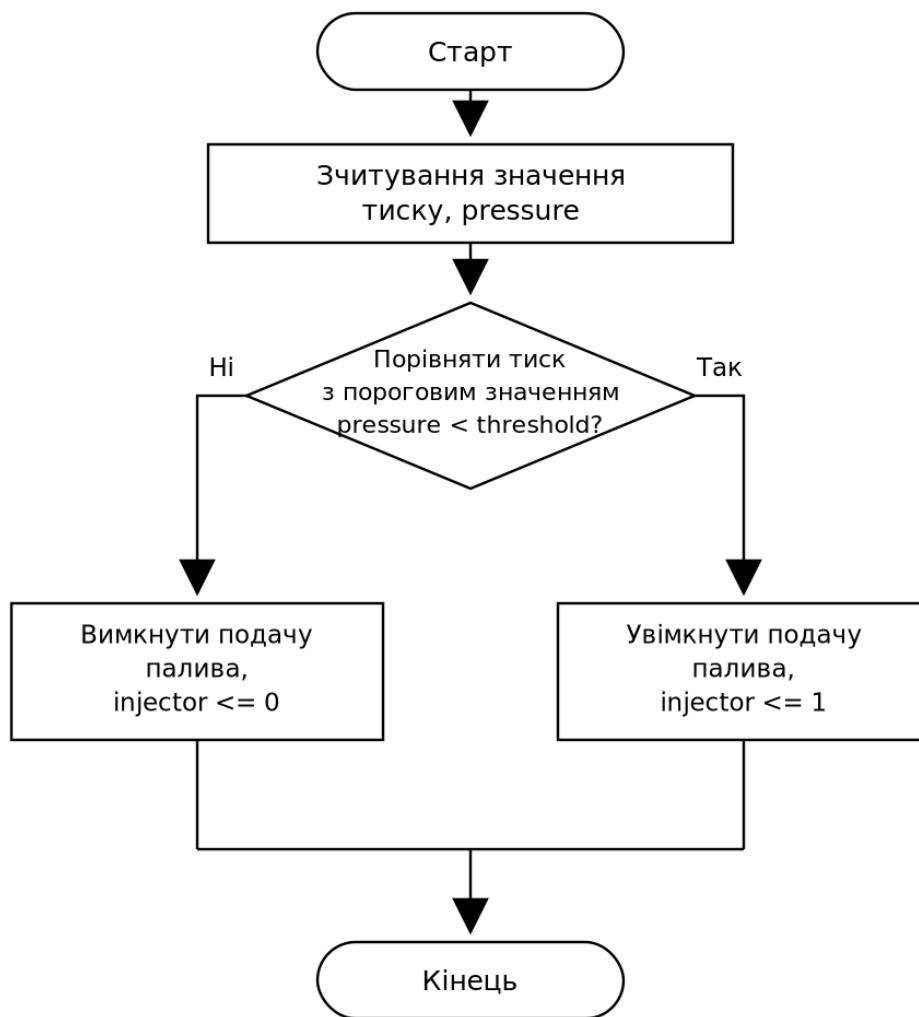 Старт
Зчитування значення
тиску, pressure
Порівняти тиск
з пороговим значенням
pressure < threshold?
Ні
Так
Вимкнути подачу
палива,
injector <= 0
Увімкнути подачу
палива,
injector <= 1
Кінець